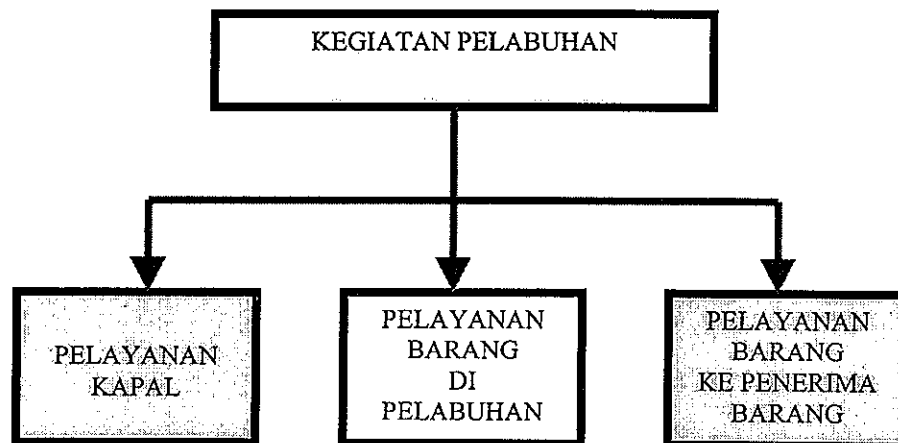 KEGIATAN PELABUHAN
PELAYANAN
KAPAL
PELAYANAN
BARANG
DI
PELABUHAN
PELAYANAN
BARANG
KE PENERIMA
BARANG